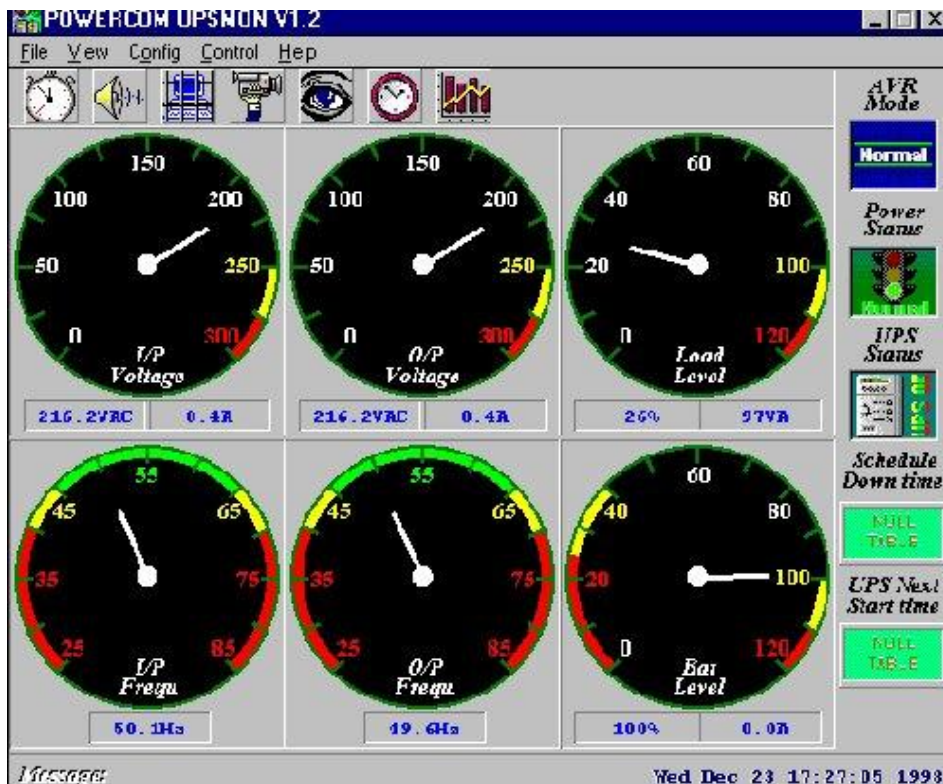 POWERCOM UPSMON V1.2
File View Config Control Hep
150
100 200
50 250
0 300
I/P
Voltage
216.2VAC 0.4A
150
100 200
50 250
0 300
O/P
Voltage
216.2VAC 0.4A
60
40 80
20 100
0 120
Load
Level
26% 97VA
55
45 65
35 75
25 85
I/P
Frequ
50.1Hz
55
45 65
35 75
25 85
O/P
Frequ
49.6Hz
60
40 80
20 100
0 120
Bat
Level
100% 0.0A
AVR
Mode
Normal
Power
Status
Normal
UPS
Status
Schedule
Down time
NULL
TABLE
UPS Next
Start time
NULL
TABLE
Message:
Wed Dec 23 17:27:05 1998